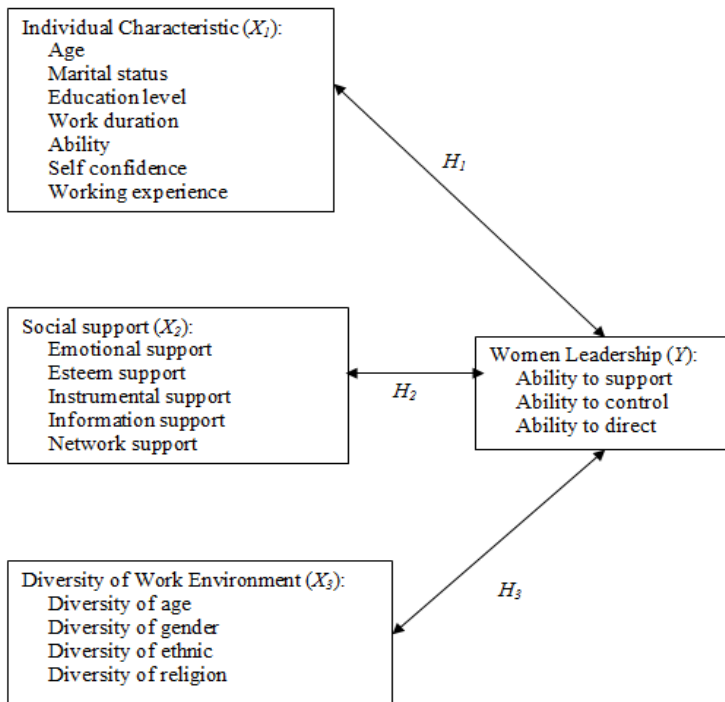 Individual Characteristic (X1):
Age
Marital status
Education level
Work duration
Ability
Self confidence
Working experience
H1
Social support (X2):
Emotional support
Esteem support
Instrumental support
Information support
Network support
H2
Women Leadership (Y):
Ability to support
Ability to control
Ability to direct
Diversity of Work Environment (X3):
Diversity of age
Diversity of gender
Diversity of ethnic
Diversity of religion
H3